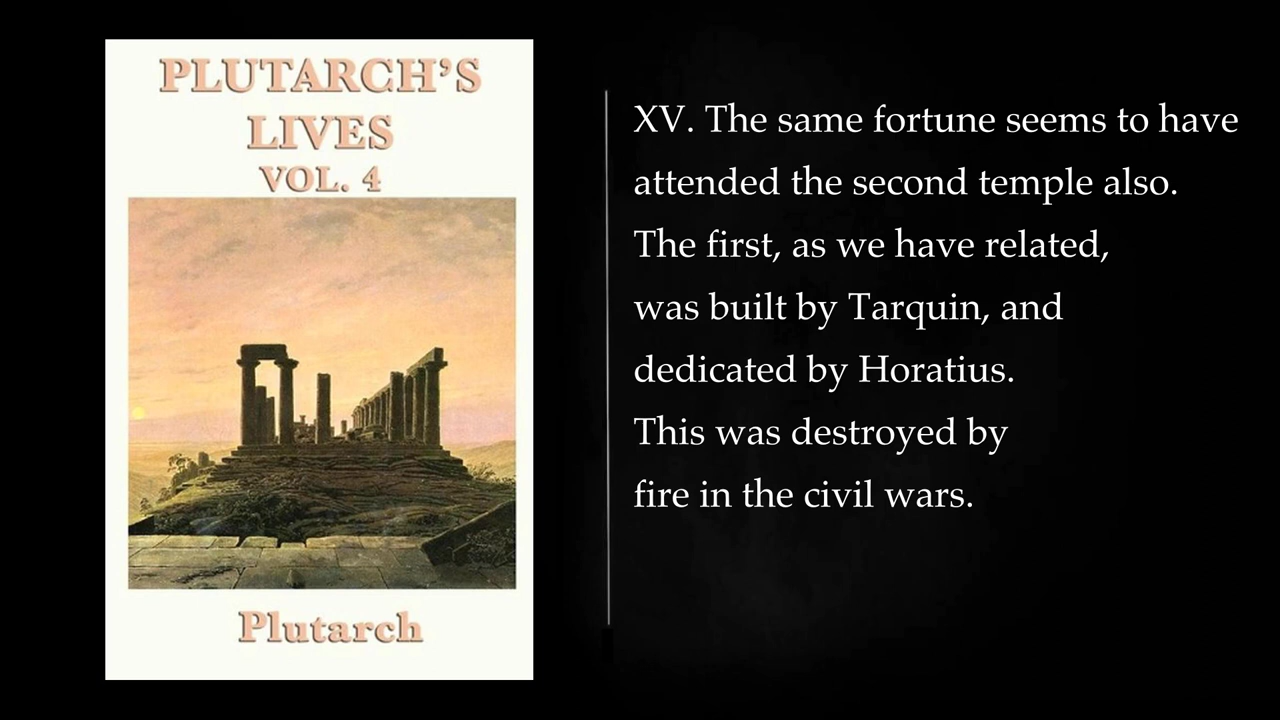 PLUTARCH'S
LIVES
VOL. 4
Plutarch
XV. The same fortune seems to have
attended the second temple also.
The first, as we have related,
was built by Tarquin, and
dedicated by Horatius.
This was destroyed by
fire in the civil wars.